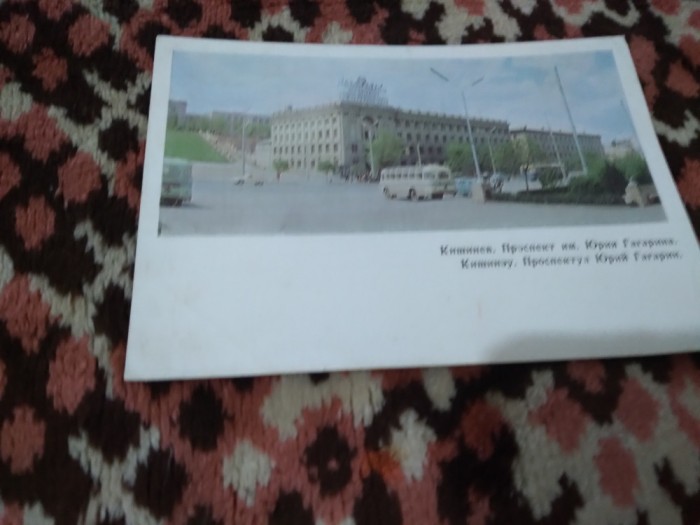 Кишинев. Проспект им. Юрия Гагарина.
Кишинэу. Проспектул Юрий Гагарин.